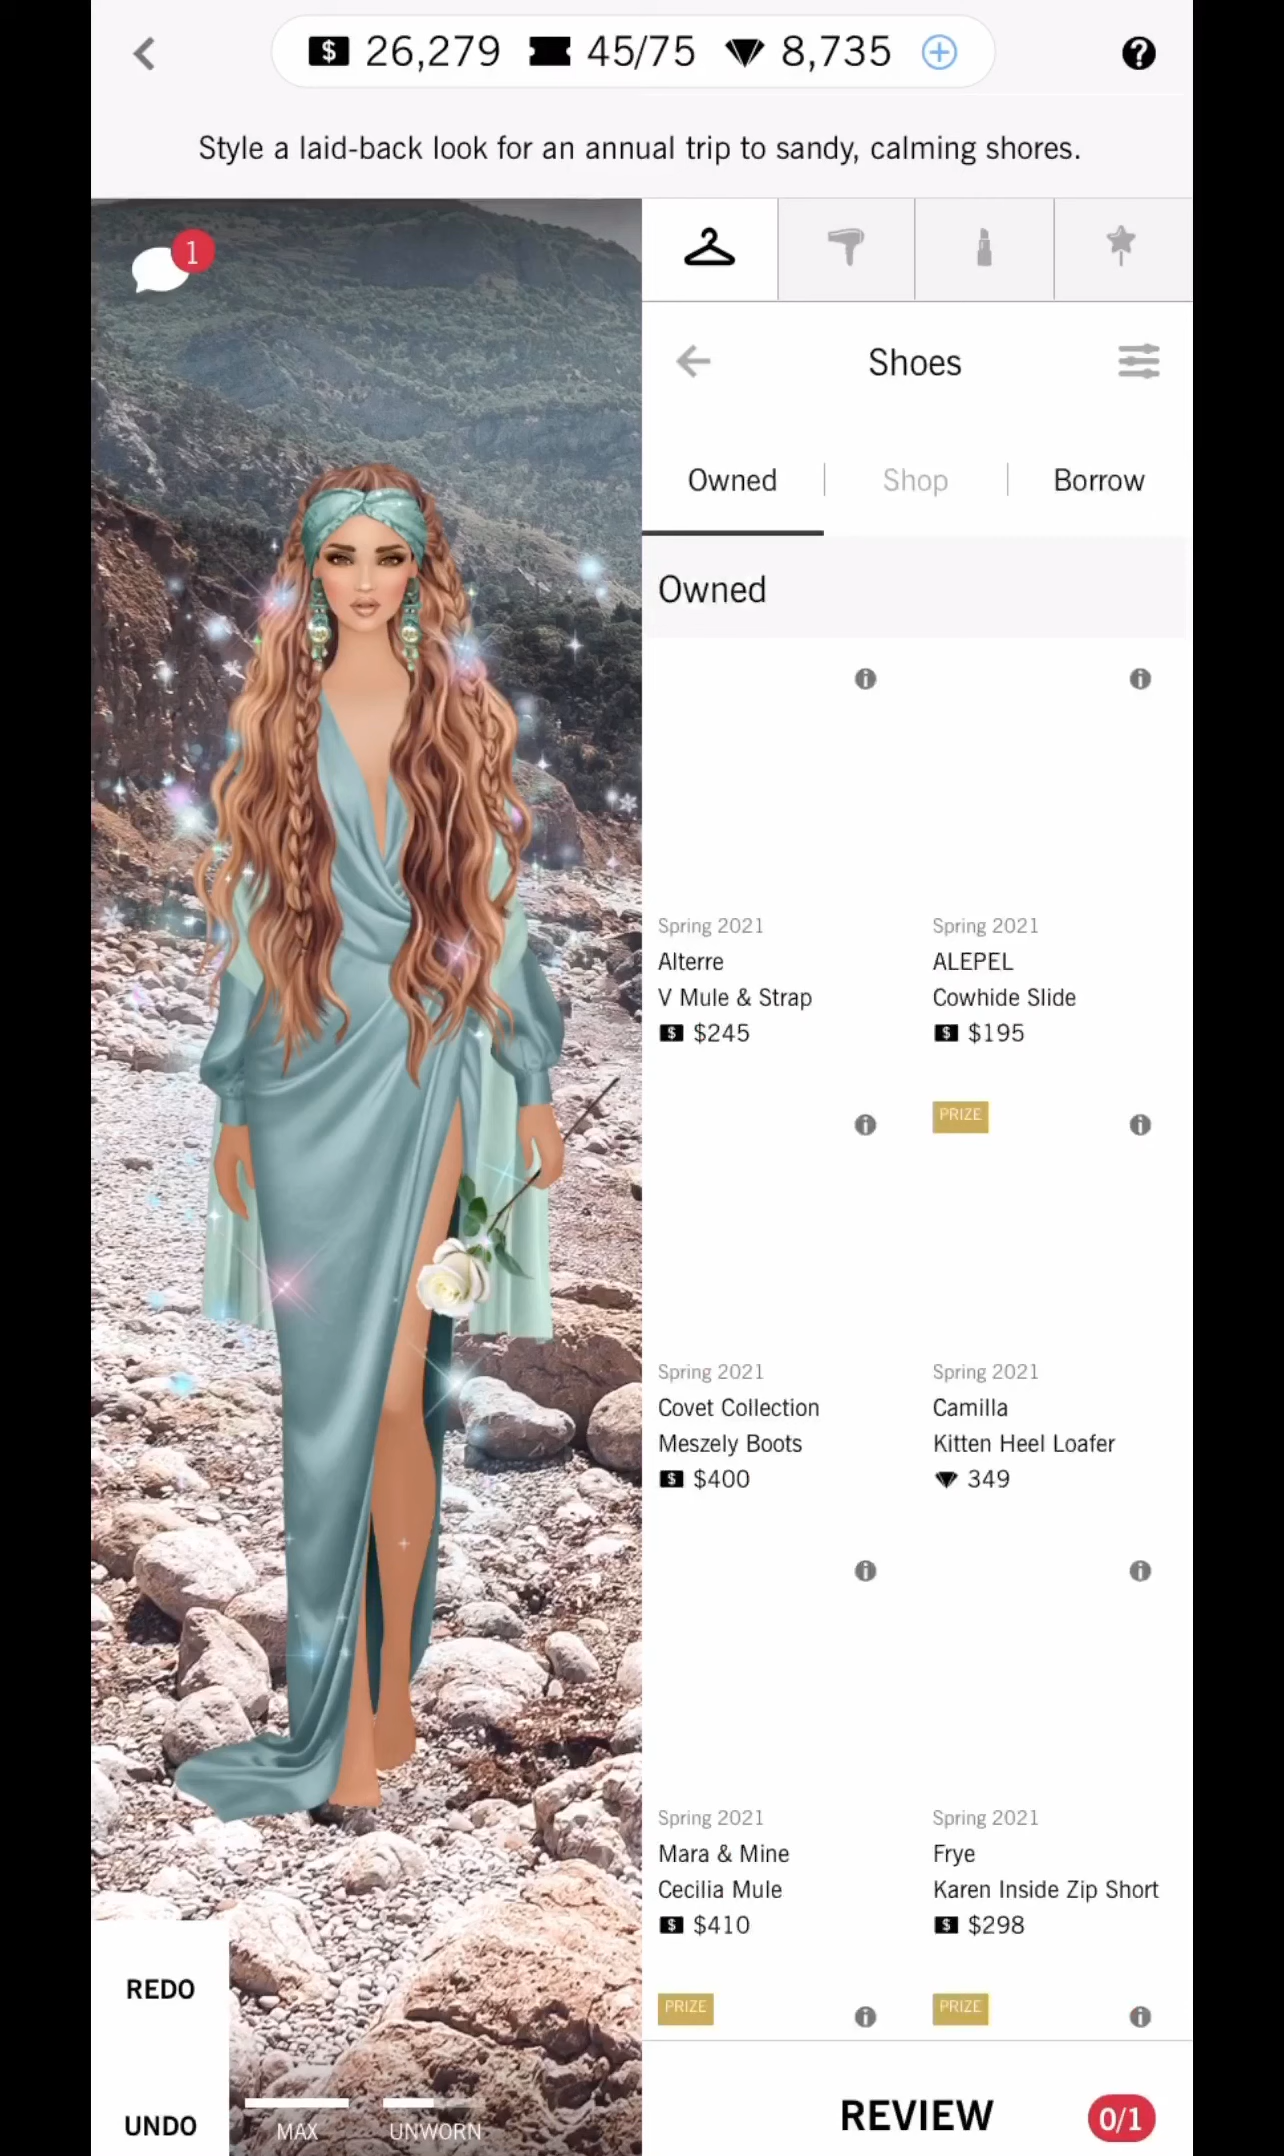 $ 26,279 45/75 8,735
?
Style a laid-back look for an annual trip to sandy, calming shores.
1
Shoes
Owned
Shop
Borrow
Owned
Spring 2021
Alterre
V Mule & Strap
$ $245
Spring 2021
ALEPEL
Cowhide Slide
$ $195
Spring 2021
Covet Collection
Meszely Boots
$ $400
PRIZE
Spring 2021
Camilla
Kitten Heel Loafer
349
Spring 2021
Mara & Mine
Cecilia Mule
$ $410
Spring 2021
Frye
Karen Inside Zip Short
$ $298
PRIZE
PRIZE
REDO
UNDO
MAX
UNWORN
REVIEW
0/1